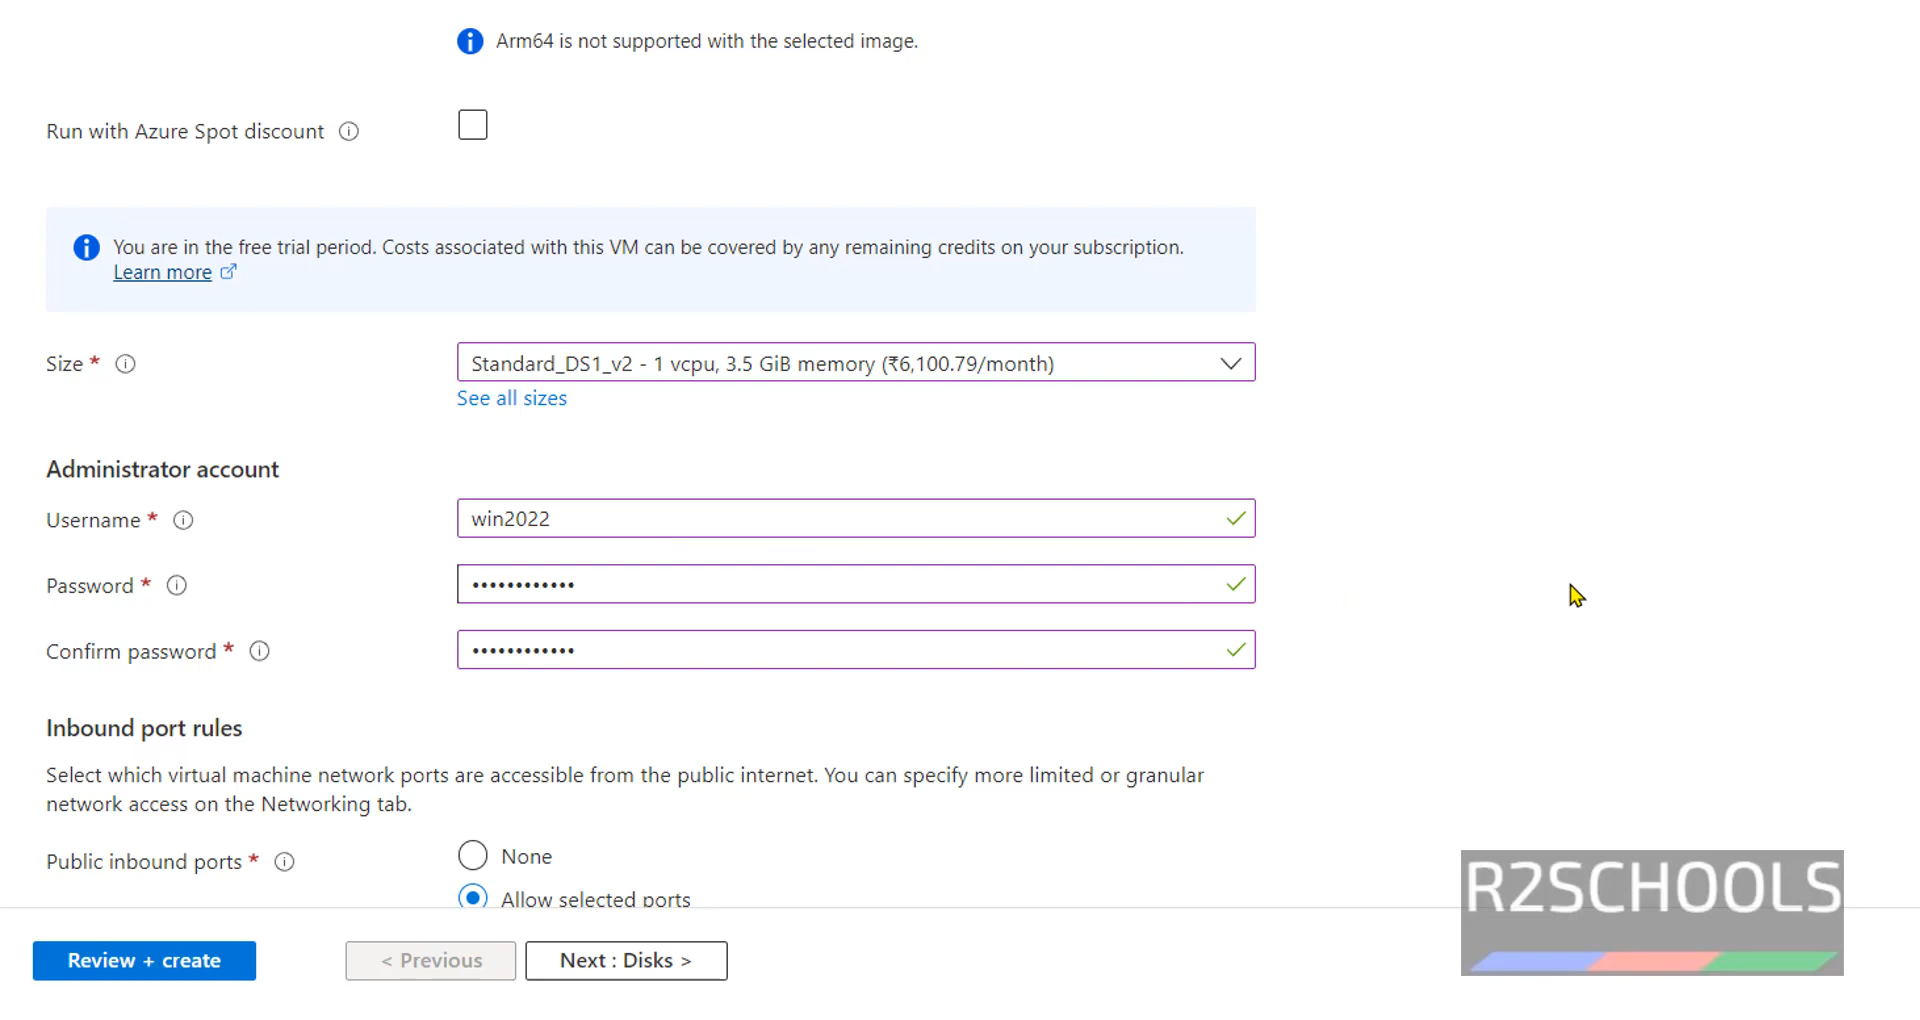 Arm64 is not supported with the selected image.
Run with Azure Spot discount
You are in the free trial period. Costs associated with this VM can be covered by any remaining credits on your subscription.
Learn more
Size *
Standard_DS1_v2 - 1 vcpu, 3.5 GiB memory (₹6,100.79/month)
See all sizes
Administrator account
Username *
win2022
Password *
••••••••••••
Confirm password *
••••••••••••
Inbound port rules
Select which virtual machine network ports are accessible from the public internet. You can specify more limited or granular
network access on the Networking tab.
Public inbound ports *
None
Allow selected ports
R2SCHOOLS
Review + create
< Previous
Next : Disks >